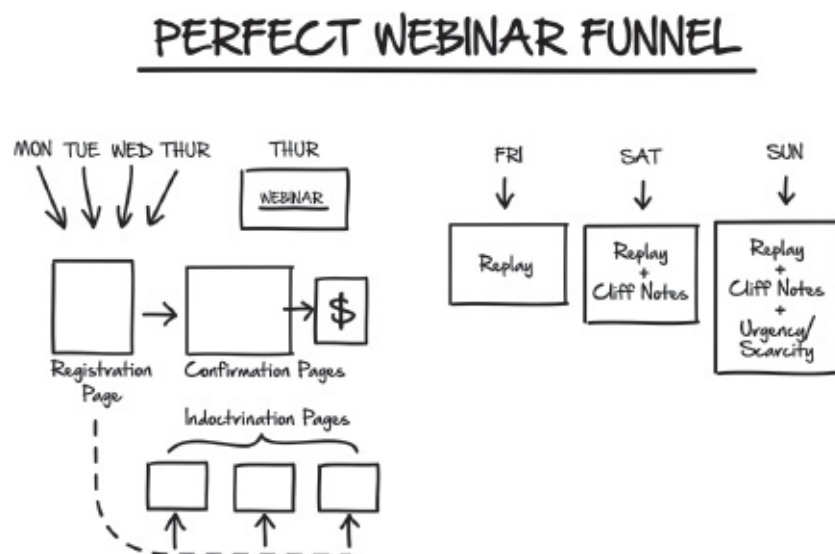 PERFECT WEBINAR FUNNEL
MON TUE WED THUR
THUR
WEBINAR
Registration
Page
Confirmation Pages
$
Indoctrination Pages
FRI
Replay
SAT
Replay
+
Cliff Notes
SUN
Replay
+
Cliff Notes
+
Urgency/
Scarcity